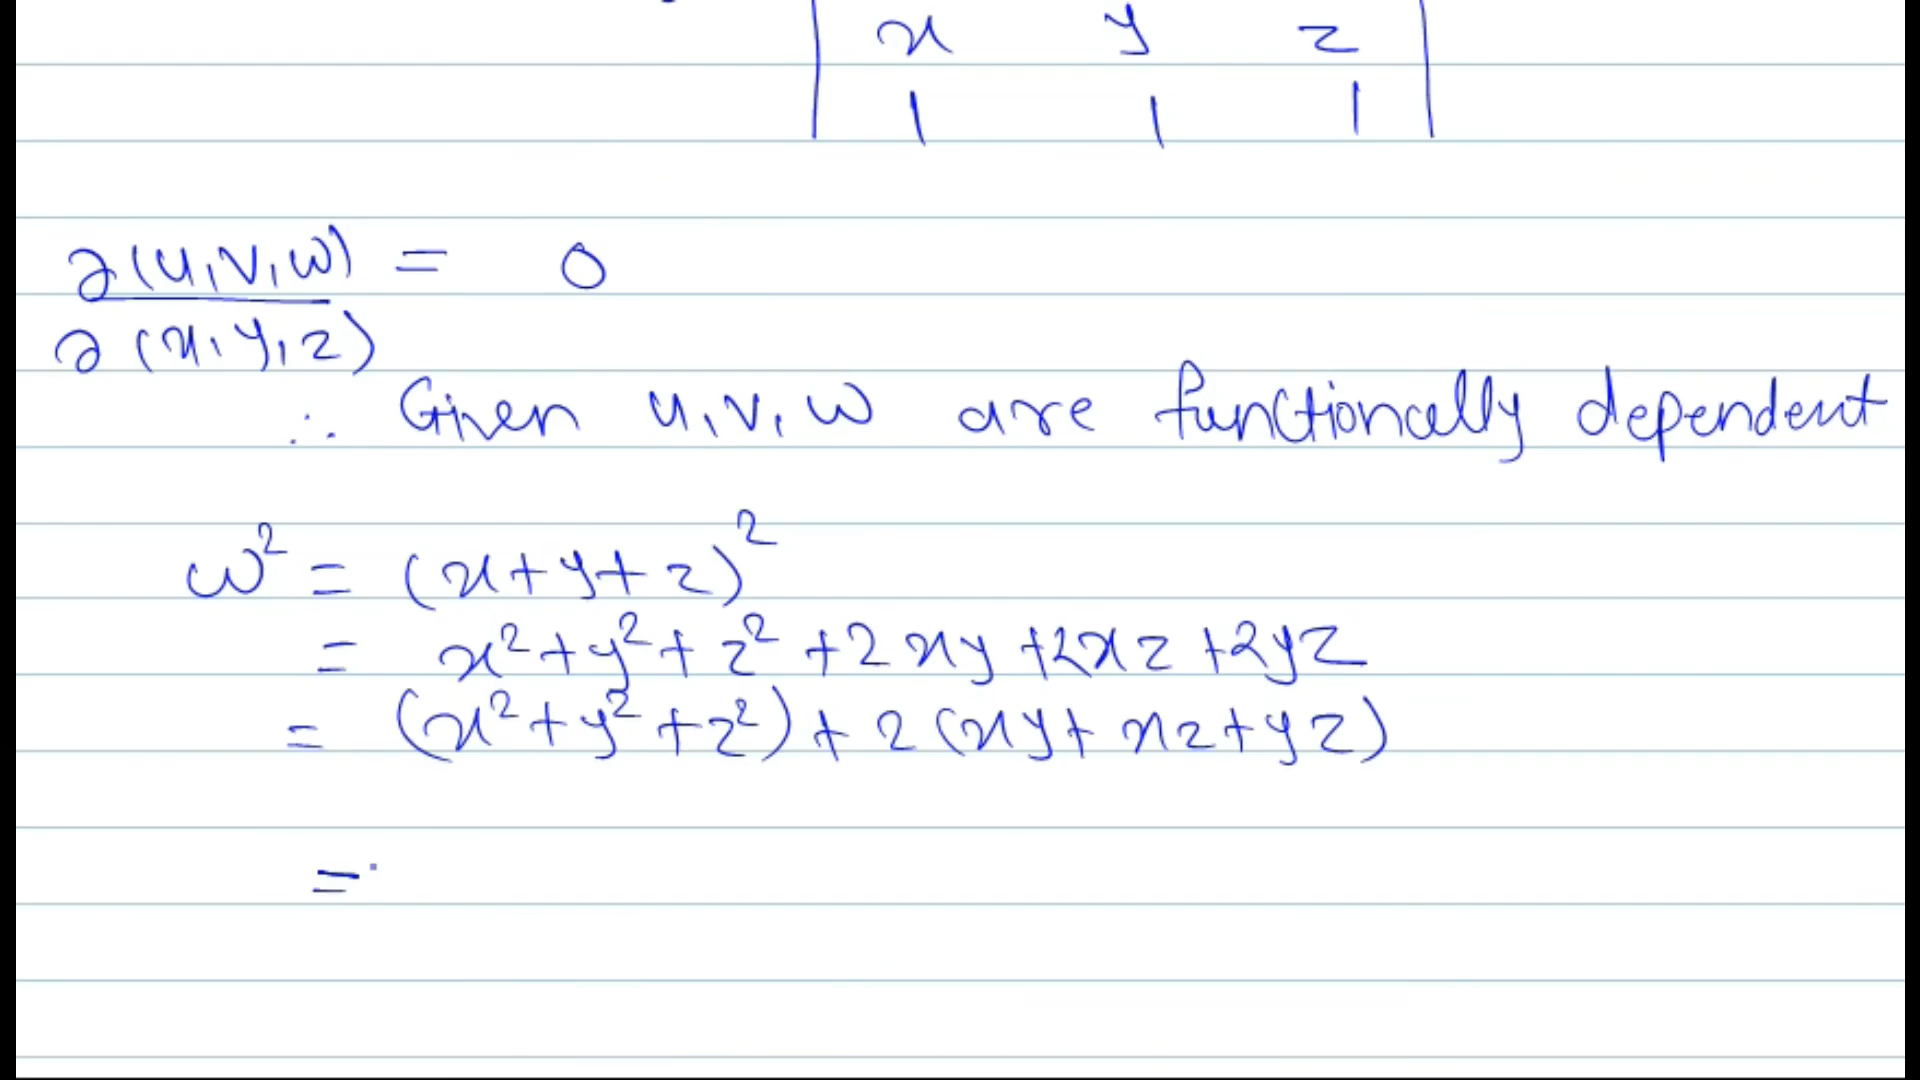 | x y z |
| 1 1 1 |
∂(u,v,w) = 0
∂(x,y,z)
∴ Given u,v,w are functionally dependent
w² = (x+y+z)²
= x²+y²+z²+2xy+2xz+2yz
= (x²+y²+z²)+2(xy+xz+yz)
=